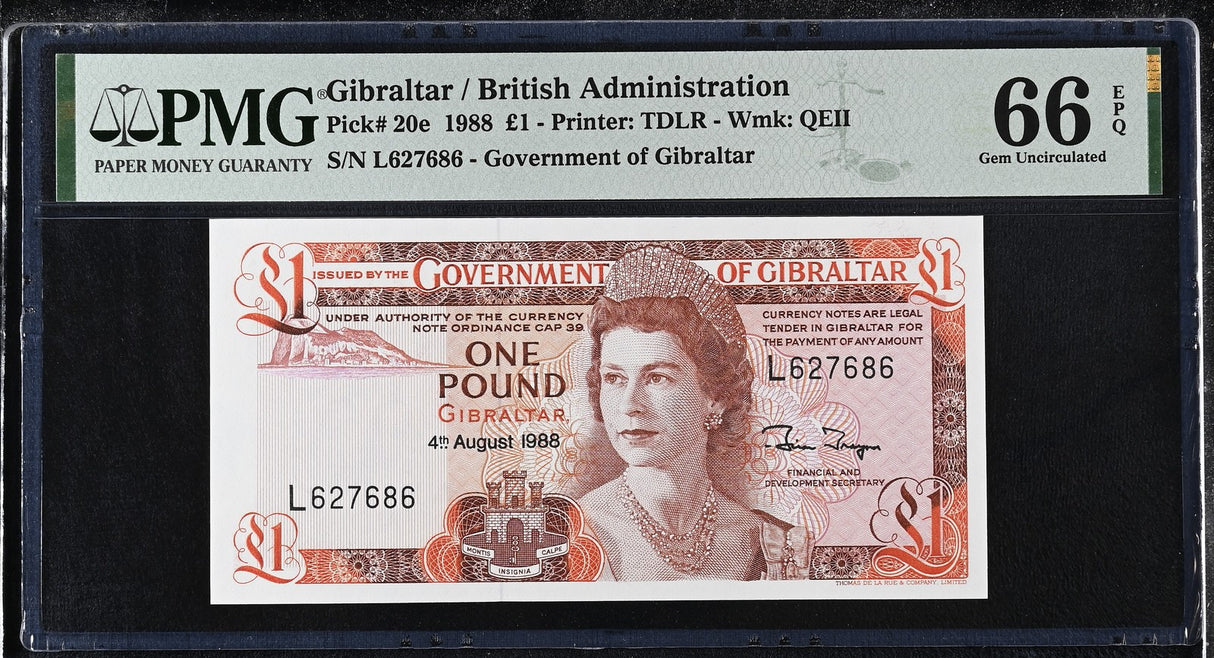 PMG®
PAPER MONEY GUARANTY
Gibraltar / British Administration
Pick# 20e 1988 £1 - Printer: TDLR - Wmk: QEII
S/N L627686 - Government of Gibraltar
66 EPQ
Gem Uncirculated
£1 ISSUED BY THE GOVERNMENT OF GIBRALTAR £1
UNDER AUTHORITY OF THE CURRENCY
NOTE ORDINANCE CAP 39
CURRENCY NOTES ARE LEGAL
TENDER IN GIBRALTAR FOR
THE PAYMENT OF ANY AMOUNT
ONE
POUND
GIBRALTAR
4th August 1988
L627686
FINANCIAL AND
DEVELOPMENT SECRETARY
L627686
MONTIS CALPE
INSIGNIA
£1 £1
THOMAS DE LA RUE & COMPANY, LIMITED